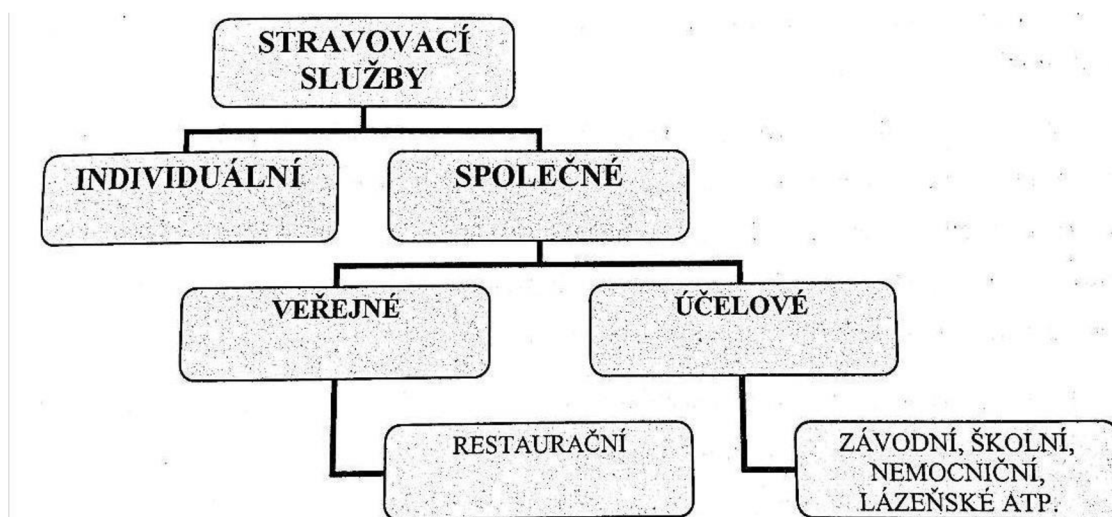 STRAVOVACÍ
SLUŽBY
INDIVIDUÁLNÍ
SPOLEČNÉ
VEŘEJNÉ
ÚČELOVÉ
RESTAURAČNÍ
ZÁVODNÍ, ŠKOLNÍ,
NEMOCNIČNÍ,
LÁZEŇSKÉ ATP.